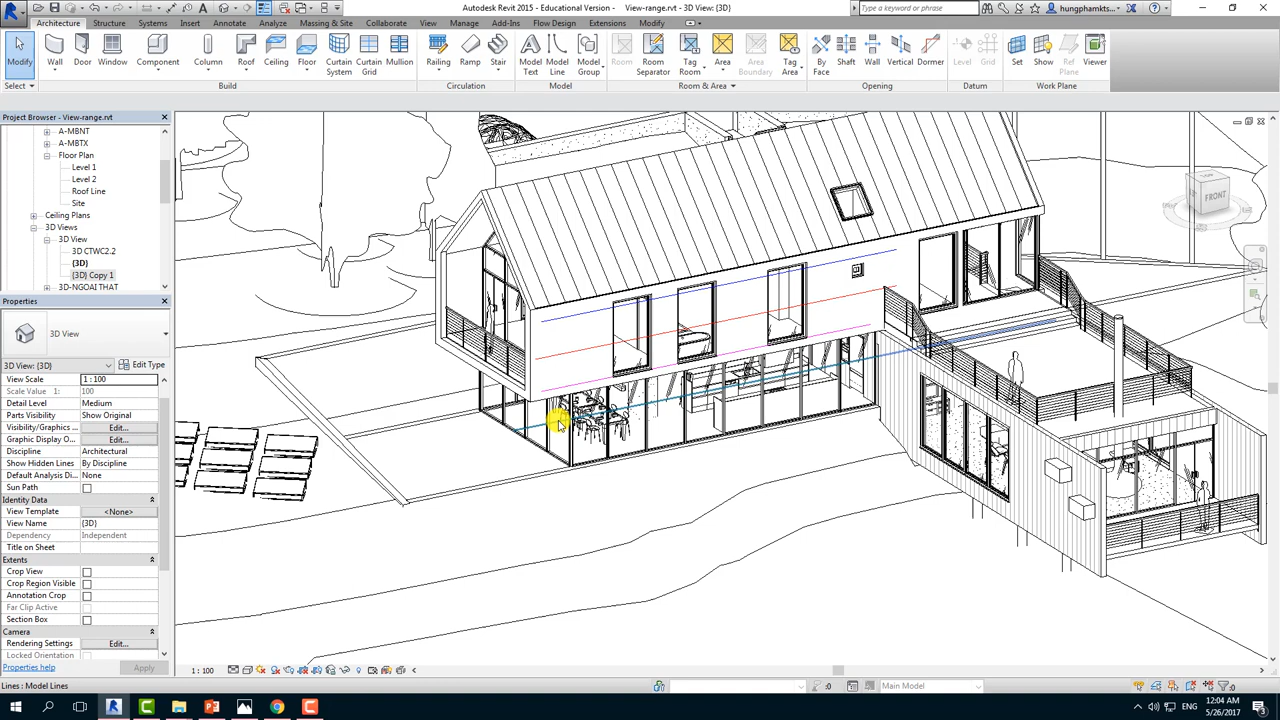 Autodesk Revit 2015 - Educational Version -    View-range.rvt - 3D View: {3D}
Type a keyword or phrase
hungphamkts...
Architecture Structure Systems Insert Annotate Analyze Massing & Site Collaborate View Manage Add-Ins Flow Design Extensions Modify
Modify Wall Door Window Component Column Roof Ceiling Floor Curtain System Curtain Grid Mullion Railing Ramp Stair Model Text Model Line Model Group Room Room Separator Tag Room Area Area Boundary Tag Area By Face Shaft Wall Vertical Dormer Level Grid Set Show Ref Plane Viewer
Select Build Circulation Model Room & Area Opening Datum Work Plane
Project Browser - View-range.rvt
A-MBNT
A-MBTX
Floor Plan
Level 1
Level 2
Roof Line
Site
Ceiling Plans
3D Views
3D View
3D CTWC2.2
{3D}
{3D} Copy 1
3D-NGOAI THAT
FRONT
Properties
3D View
3D View: {3D} Edit Type
View Scale 1 : 100
Scale Value  1: 100
Detail Level Medium
Parts Visibility Show Original
Visibility/Graphics ... Edit...
Graphic Display O... Edit...
Discipline Architectural
Show Hidden Lines By Discipline
Default Analysis Di... None
Sun Path
Identity Data
View Template <None>
View Name {3D}
Dependency Independent
Title on Sheet
Extents
Crop View
Crop Region Visible
Annotation Crop
Far Clip Active
Section Box
Camera
Rendering Settings Edit...
Locked Orientation
Properties help Apply
1 : 100
Lines : Model Lines
:0
Main Model
:0
ENG
12:04 AM
5/26/2017